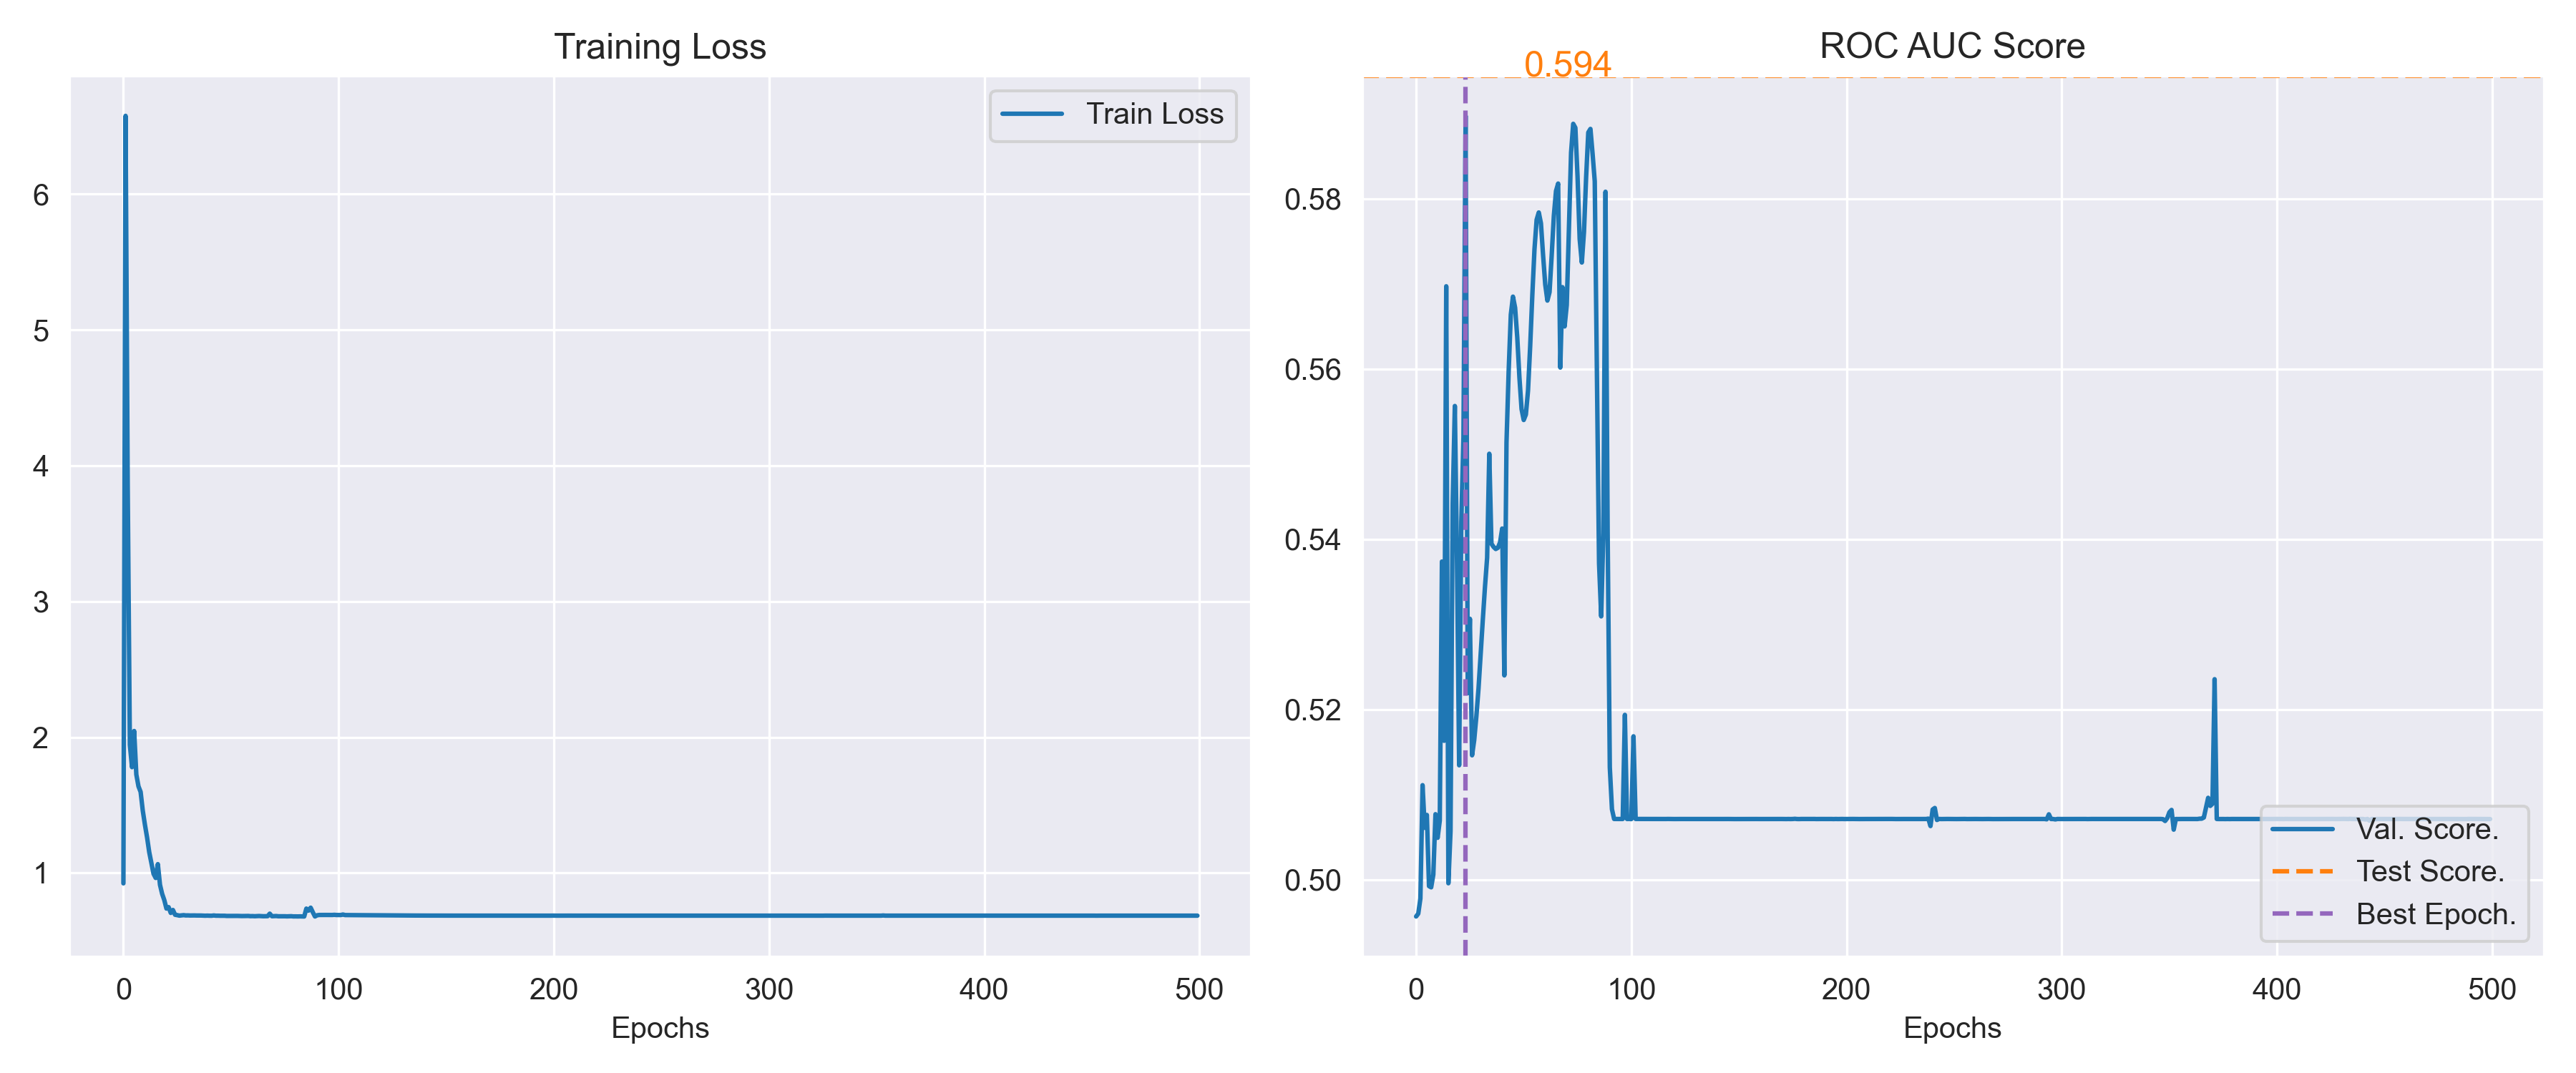 Training Loss
Train Loss
6
5
4
3
2
1
0 100 200 300 400 500
Epochs
ROC AUC Score
0.594
0.58
0.56
0.54
0.52
0.50
Val. Score.
Test Score.
Best Epoch.
0 100 200 300 400 500
Epochs